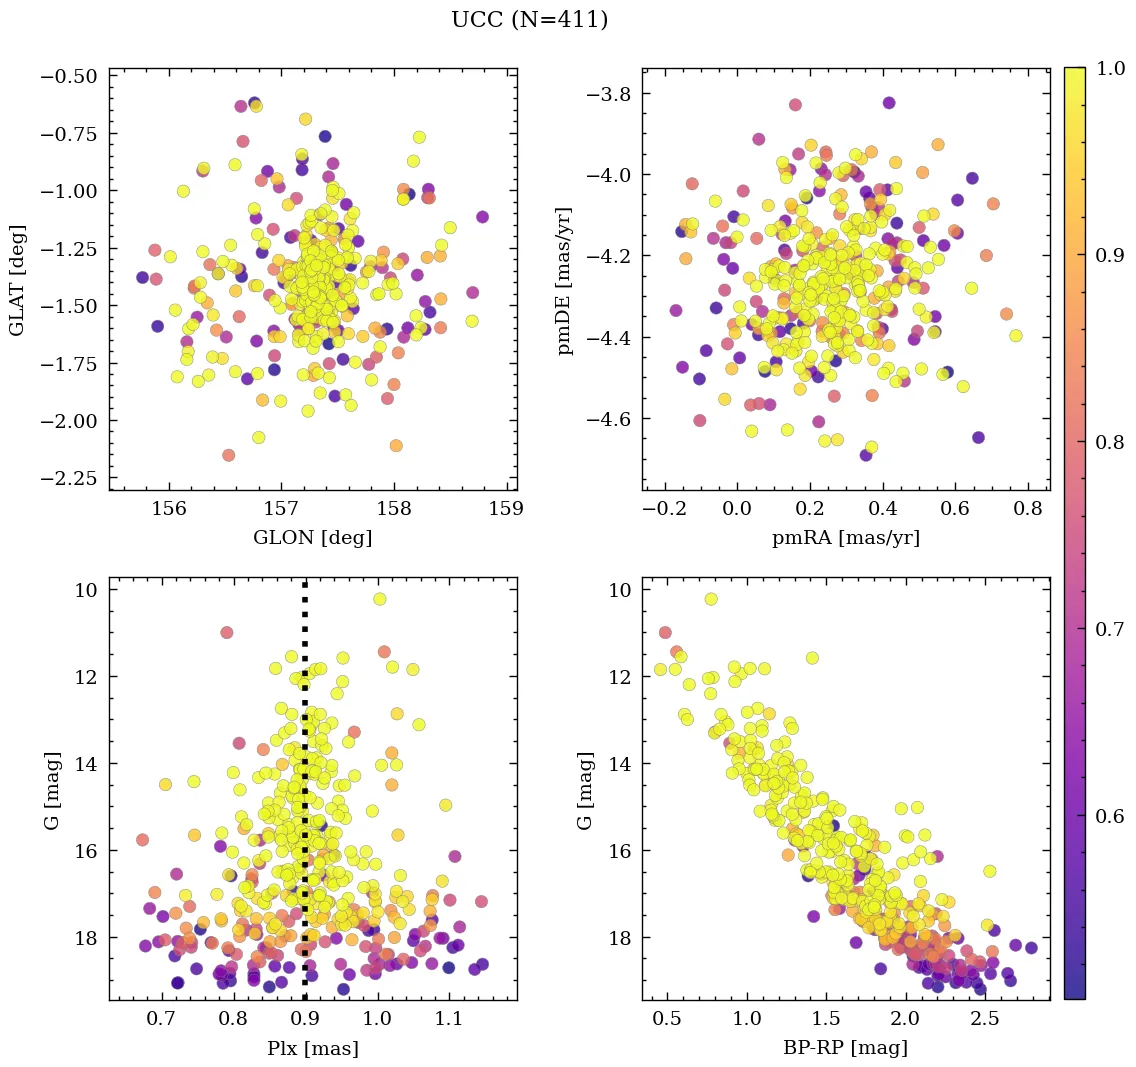 UCC (N=411)
−0.50
−0.75
−1.00
−1.25
−1.50
−1.75
−2.00
−2.25
GLAT [deg]
156 157 158 159
GLON [deg]
−3.8
−4.0
−4.2
−4.4
−4.6
pmDE [mas/yr]
−0.2 0.0 0.2 0.4 0.6 0.8
pmRA [mas/yr]
10
12
14
16
18
G [mag]
0.7 0.8 0.9 1.0 1.1
Plx [mas]
10
12
14
16
18
G [mag]
0.5 1.0 1.5 2.0 2.5
BP-RP [mag]
1.0
0.9
0.8
0.7
0.6